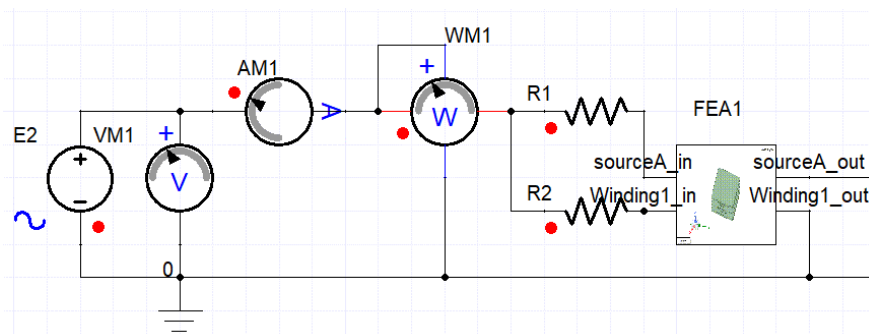 WM1
+
AM1
A
W
R1
FEA1
E2
VM1
+
+
V
−
sourceA_in
sourceA_out
R2
Winding1_in
Winding1_out
0